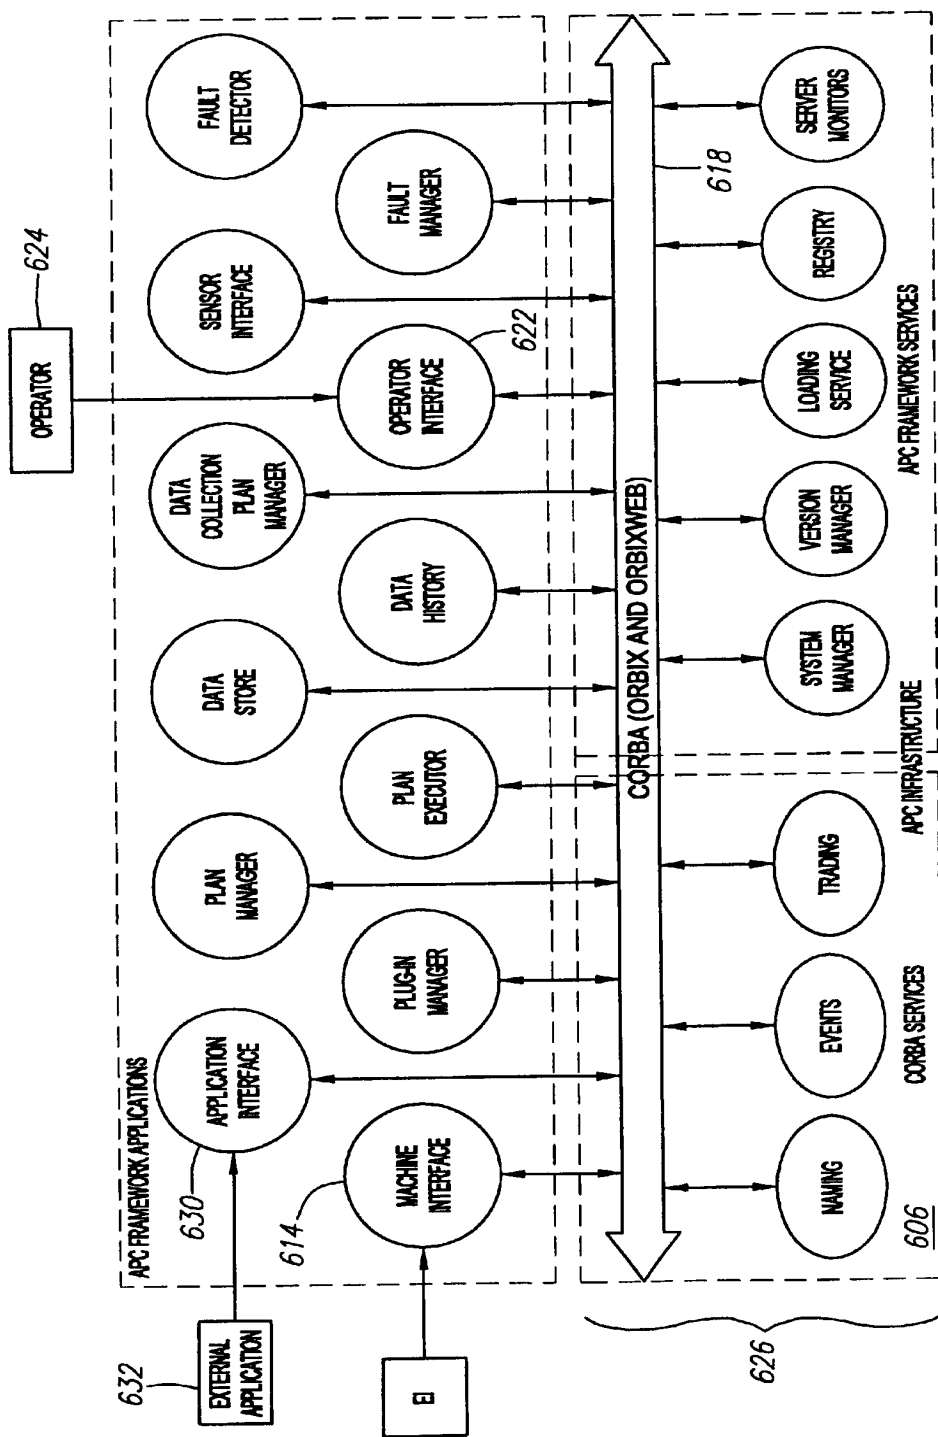 624
OPERATOR
632
EXTERNAL
APPLICATION
EI
APC FRAMEWORK APPLICATIONS
630
APPLICATION
INTERFACE
PLAN
MANAGER
DATA
STORE
DATA
COLLECTION
PLAN
MANAGER
SENSOR
INTERFACE
FAULT
DETECTOR
614
MACHINE
INTERFACE
PLUG-IN
MANAGER
PLAN
EXECUTOR
DATA
HISTORY
OPERATOR
INTERFACE
622
FAULT
MANAGER
CORBA (ORBIX AND ORBIXWEB)
618
626
NAMING
EVENTS
TRADING
SYSTEM
MANAGER
VERSION
MANAGER
LOADING
SERVICE
REGISTRY
SERVER
MONITORS
606
CORBA SERVICES
APC INFRASTRUCTURE
APC FRAMEWORK SERVICES